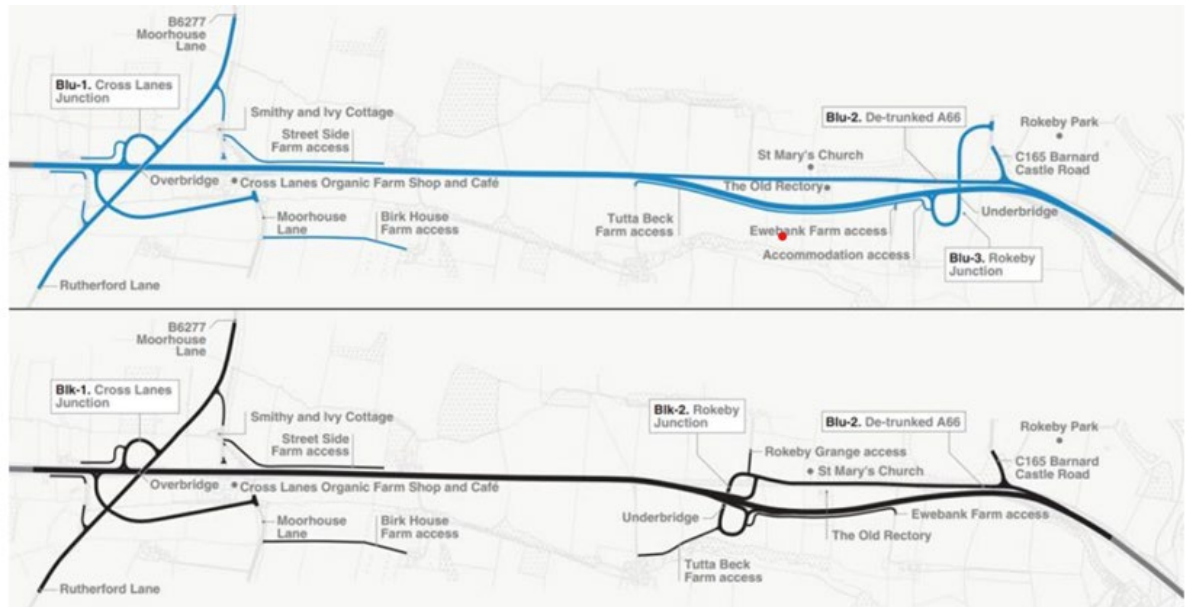 B6277
Moorhouse
Lane
Blu-1. Cross Lanes
Junction
Smithy and Ivy Cottage
Street Side
Farm access
Overbridge
Cross Lanes Organic Farm Shop and Café
Moorhouse
Lane
Birk House
Farm access
Rutherford Lane
Blu-2. De-trunked A66
Rokeby Park
St Mary's Church
C165 Barnard
Castle Road
The Old Rectory
Tutta Beck
Farm access
Ewebank Farm access
Underbridge
Accommodation access
Blu-3. Rokeby
Junction
B6277
Moorhouse
Lane
Blk-1. Cross Lanes
Junction
Smithy and Ivy Cottage
Street Side
Farm access
Overbridge
Cross Lanes Organic Farm Shop and Café
Moorhouse
Lane
Birk House
Farm access
Rutherford Lane
Blk-2. Rokeby
Junction
Blu-2. De-trunked A66
Rokeby Park
Rokeby Grange access
St Mary's Church
C165 Barnard
Castle Road
Underbridge
Ewebank Farm access
The Old Rectory
Tutta Beck
Farm access